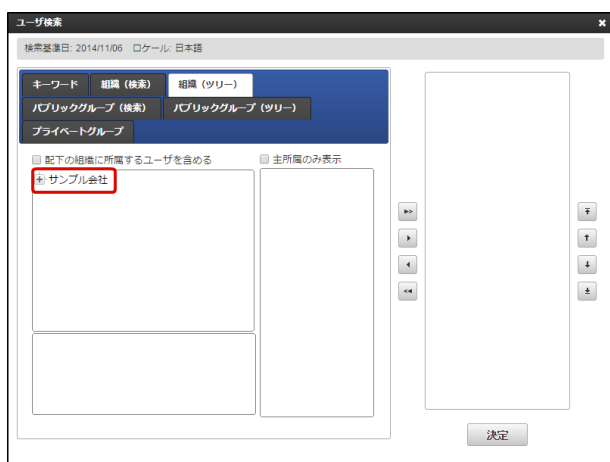 ユーザ検索
検索基準日: 2014/11/06 ロケール: 日本語
キーワード 組織（検索） 組織（ツリー）
パブリックグループ（検索） パブリックグループ（ツリー）
プライベートグループ
配下の組織に所属するユーザを含める 主所属のみ表示
サンプル会社
決定